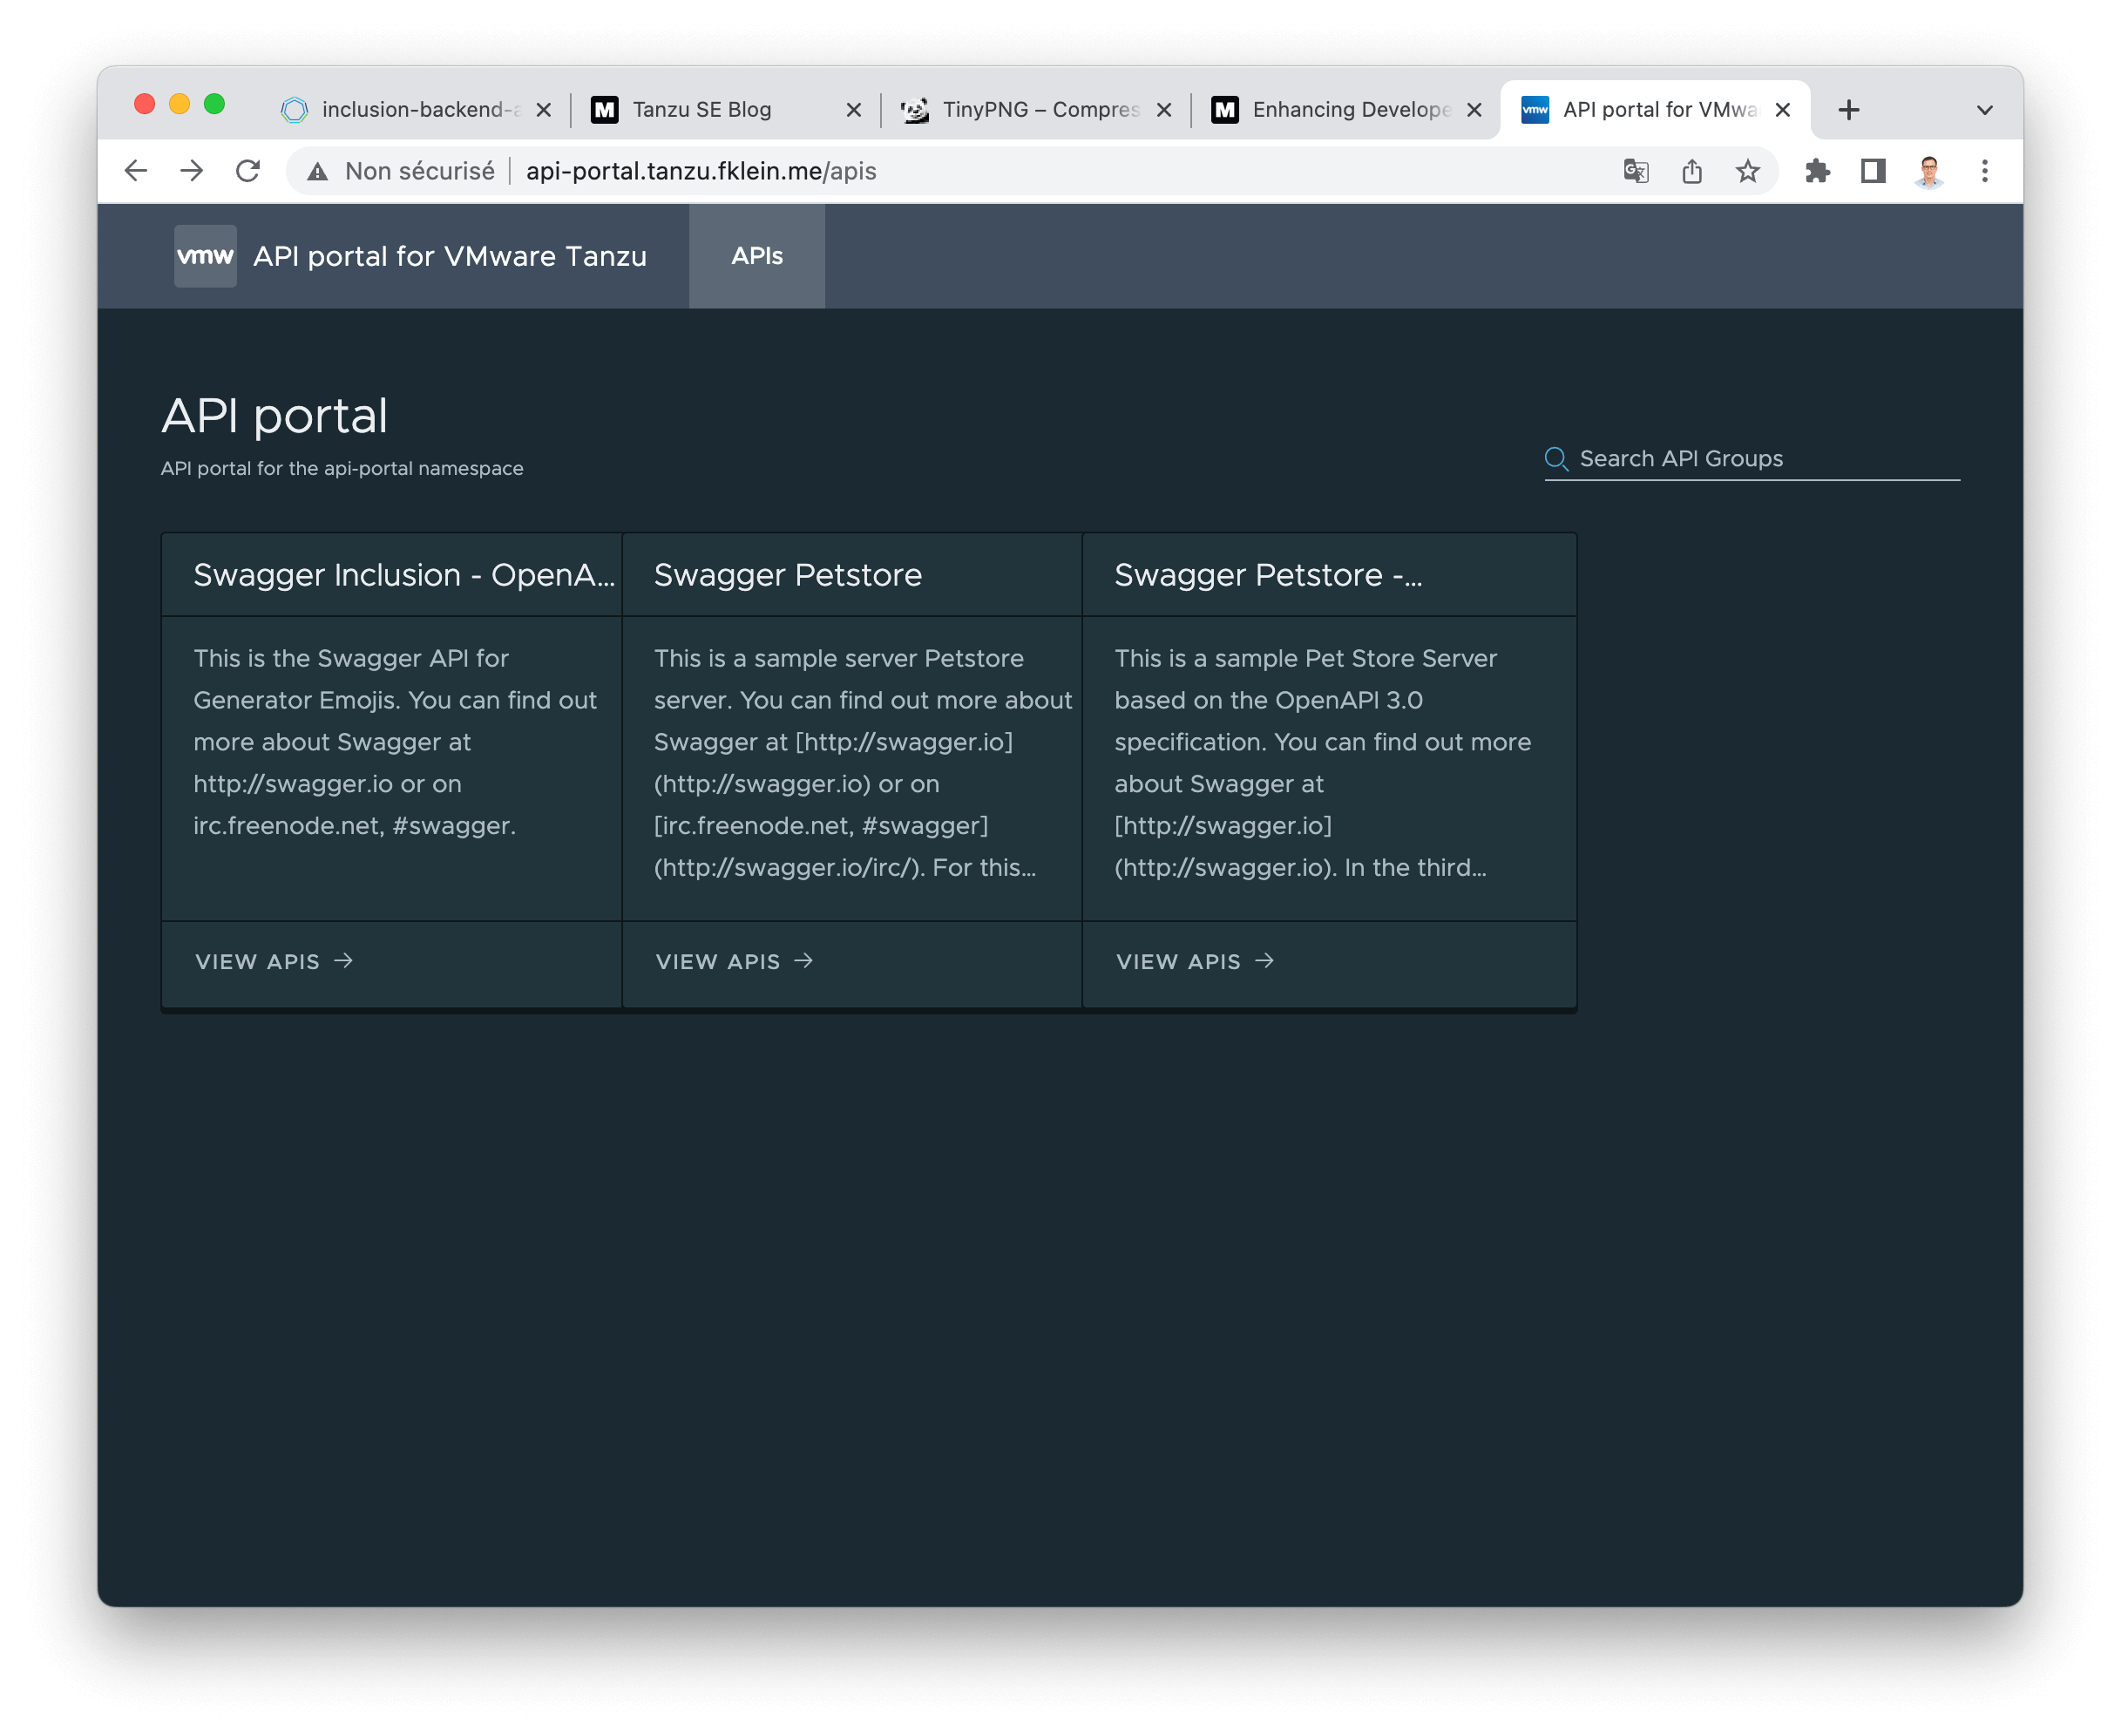 inclusion-backend-a
Tanzu SE Blog
TinyPNG – Compres
Enhancing Develope
vmw
API portal for VMwa
Non sécurisé
api-portal.tanzu.fklein.me/apis
vmw
API portal for VMware Tanzu
APIs
API portal
API portal for the api-portal namespace
Search API Groups
Swagger Inclusion - OpenA...
This is the Swagger API for
Generator Emojis. You can find out
more about Swagger at
http://swagger.io or on
irc.freenode.net, #swagger.
VIEW APIS
Swagger Petstore
This is a sample server Petstore
server. You can find out more about
Swagger at [http://swagger.io]
(http://swagger.io) or on
[irc.freenode.net, #swagger]
(http://swagger.io/irc/). For this...
VIEW APIS
Swagger Petstore -...
This is a sample Pet Store Server
based on the OpenAPI 3.0
specification. You can find out more
about Swagger at
[http://swagger.io]
(http://swagger.io). In the third...
VIEW APIS